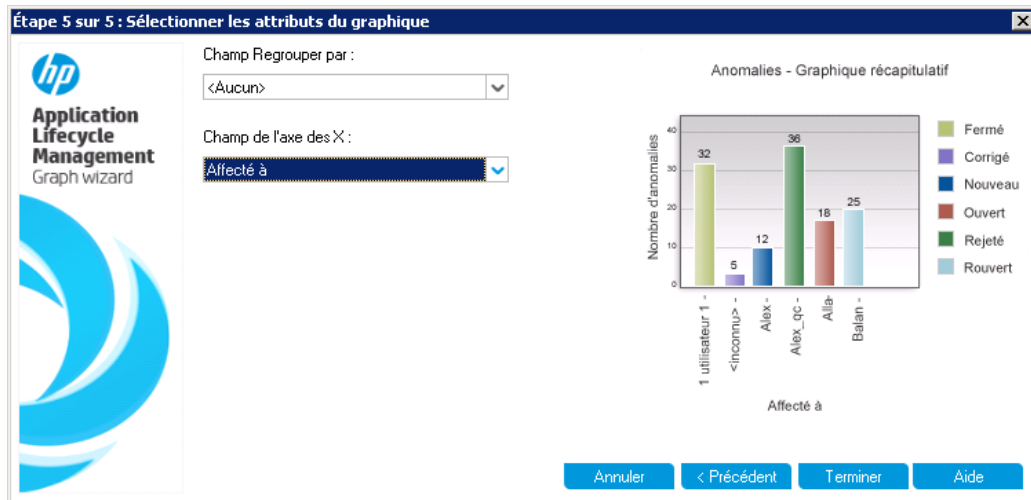 Étape 5 sur 5 : Sélectionner les attributs du graphique
hp
Application
Lifecycle
Management
Graph wizard
Champ Regrouper par :
<Aucun>
Champ de l'axe des X :
Affecté à
Anomalies - Graphique récapitulatif
Nombre d'anomalies
40
30
20
10
0
32
5
12
36
18
25
1 utilisateur 1 -
<inconnu> -
Alex -
Alex_qc -
Alla-
Balan -
Affecté à
Fermé
Corrigé
Nouveau
Ouvert
Rejeté
Rouvert
Annuler
< Précédent
Terminer
Aide